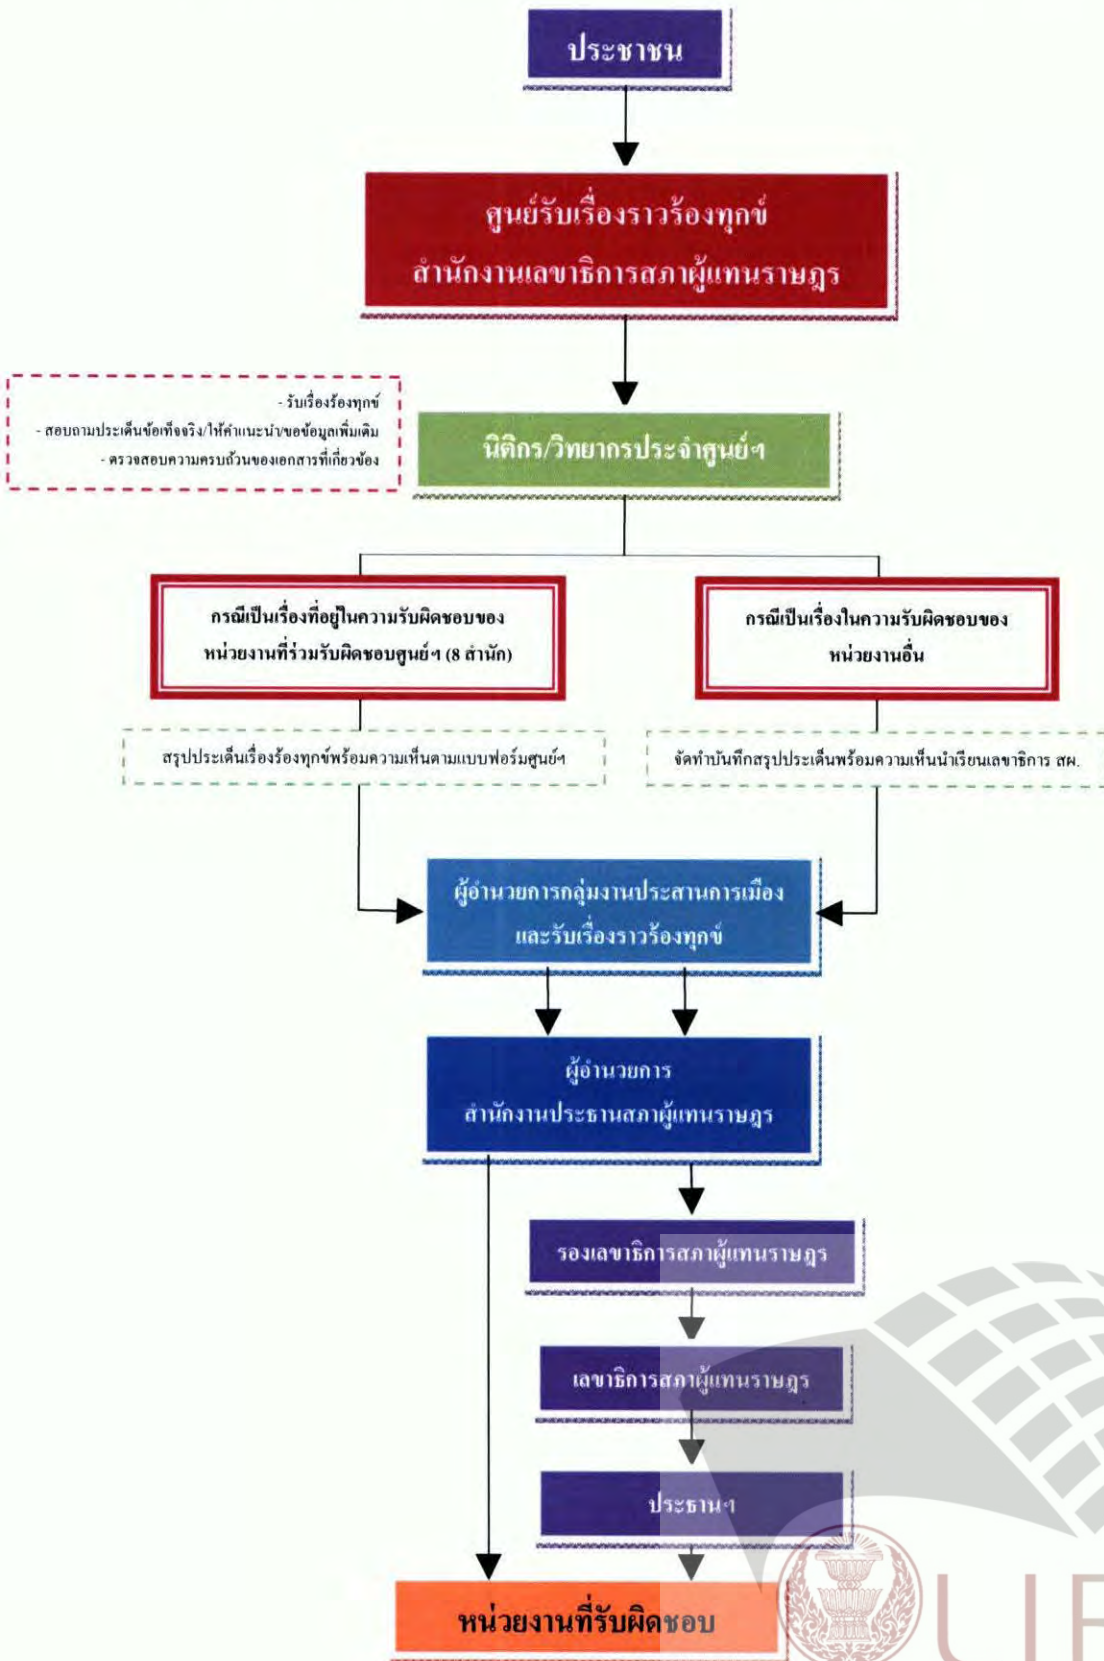 ประชาชน
ศูนย์รับเรื่องราวร้องทุกข์
สำนักงานเลขาธิการสภาผู้แทนราษฎร
- รับเรื่องร้องทุกข์
- สอบถามประเด็นข้อเท็จจริง/ให้คำแนะนำ/ขอข้อมูลเพิ่มเติม
- ตรวจสอบความครบถ้วนของเอกสารที่เกี่ยวข้อง
นิติกร/วิทยากรประจำศูนย์ฯ
กรณีเป็นเรื่องที่อยู่ในความรับผิดชอบของ
หน่วยงานที่ร่วมรับผิดชอบศูนย์ฯ (8 สำนัก)
กรณีเป็นเรื่องในความรับผิดชอบของ
หน่วยงานอื่น
สรุปประเด็นเรื่องร้องทุกข์พร้อมความเห็นตามแบบฟอร์มศูนย์ฯ
จัดทำบันทึกสรุปประเด็นพร้อมความเห็นนำเรียนเลขาธิการ สผ.
ผู้อำนวยการกลุ่มงานประสานการเมือง
และรับเรื่องราวร้องทุกข์
ผู้อำนวยการ
สำนักงานประธานสภาผู้แทนราษฎร
รองเลขาธิการสภาผู้แทนราษฎร
เลขาธิการสภาผู้แทนราษฎร
ประธานฯ
หน่วยงานที่รับผิดชอบ